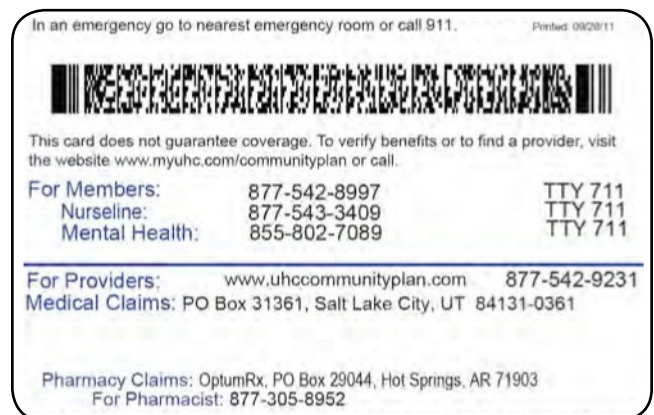 In an emergency go to nearest emergency room or call 911. Printed: 09/28/11
This card does not guarantee coverage. To verify benefits or to find a provider, visit
the website www.myuhc.com/communityplan or call.
For Members: 877-542-8997 TTY 711
Nurseline: 877-543-3409 TTY 711
Mental Health: 855-802-7089 TTY 711
For Providers: www.uhccommunityplan.com 877-542-9231
Medical Claims: PO Box 31361, Salt Lake City, UT 84131-0361
Pharmacy Claims: OptumRx, PO Box 29044, Hot Springs, AR 71903
For Pharmacist: 877-305-8952